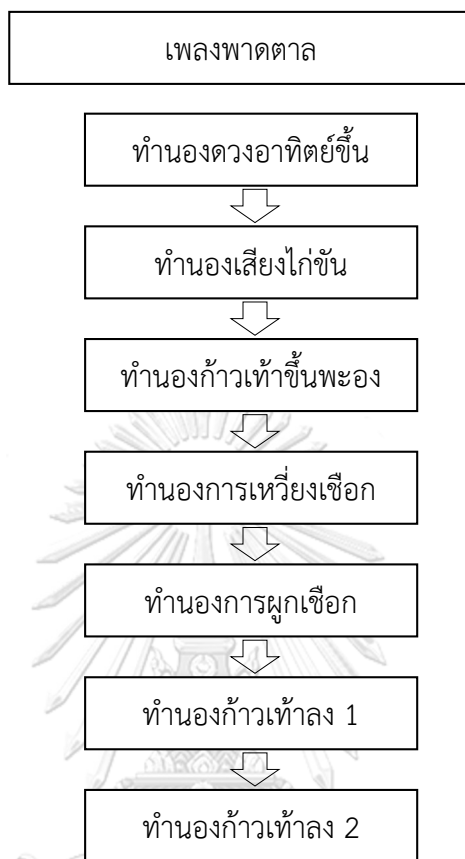 เพลงพาดตาล
ทำนองดวงอาทิตย์ขึ้น
ทำนองเสียงไก่ขัน
ทำนองก้าวเท้าขึ้นพะอง
ทำนองการเหวี่ยงเชือก
ทำนองการผูกเชือก
ทำนองก้าวเท้าลง 1
ทำนองก้าวเท้าลง 2